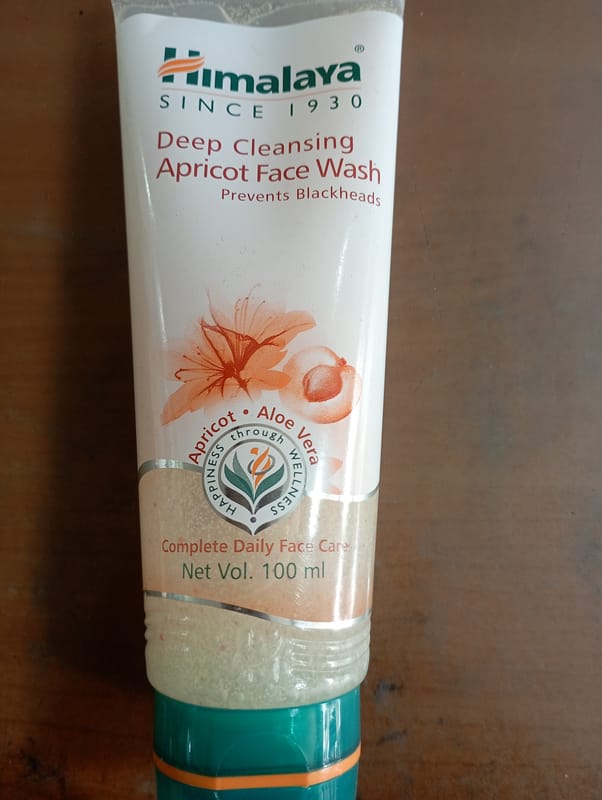 Himalaya®
SINCE 1930
Deep Cleansing
Apricot Face Wash
Prevents Blackheads
Apricot • Aloe Vera
HAPPINESS through WELLNESS
Complete Daily Face Care
Net Vol. 100 ml